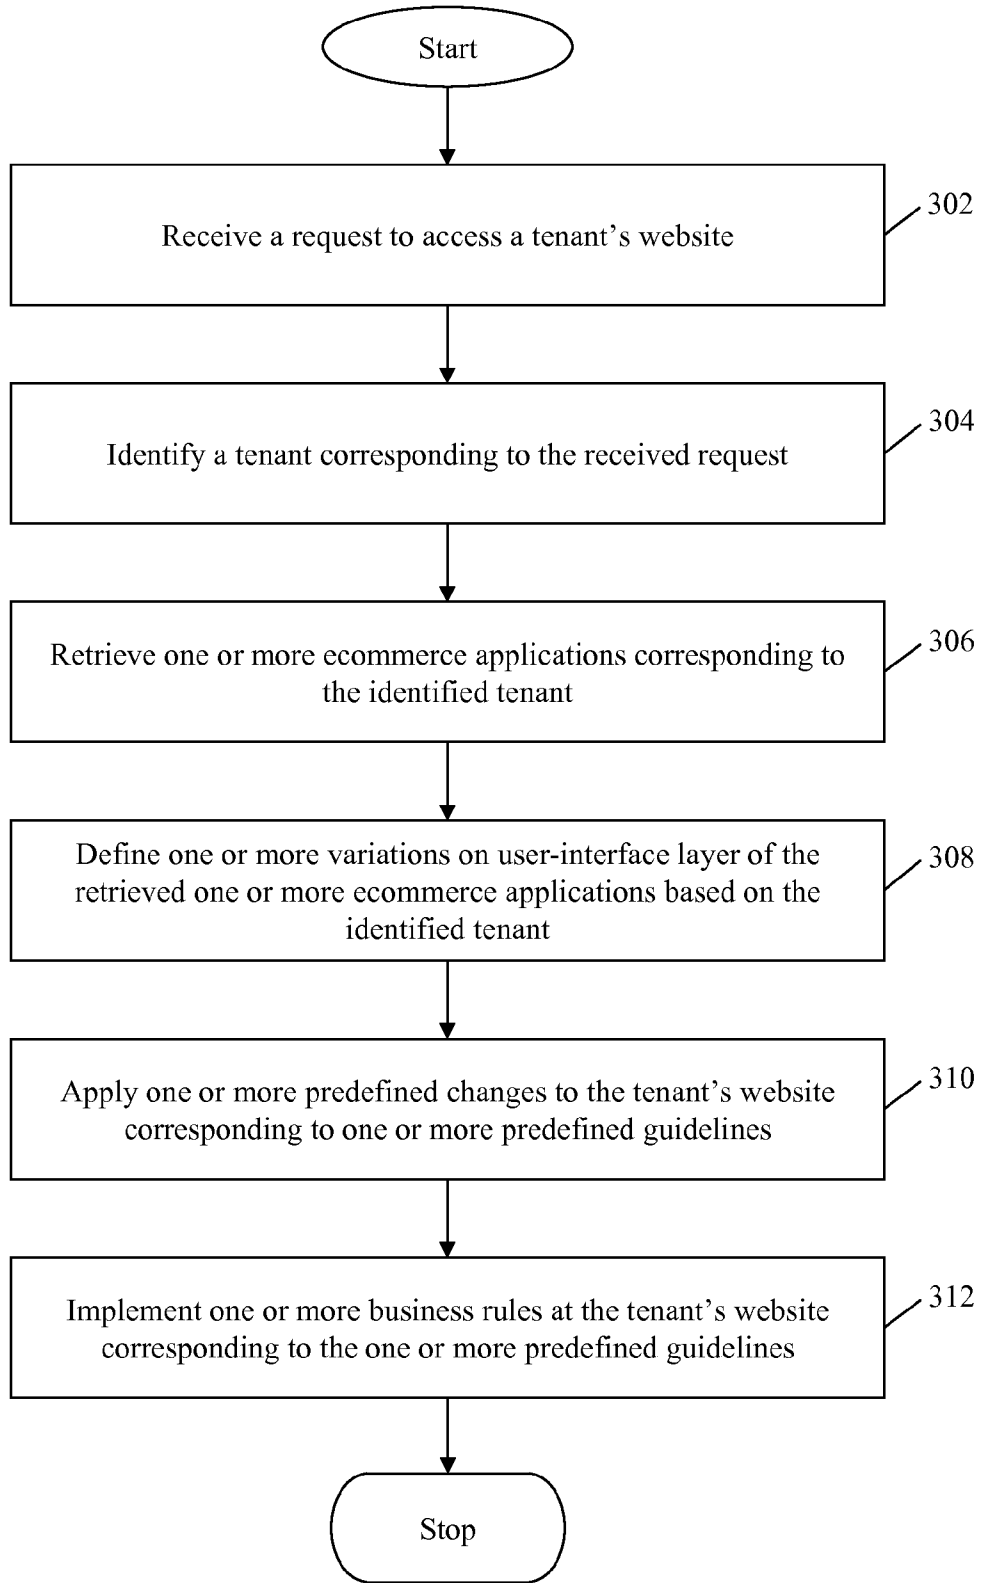 Start
302
Receive a request to access a tenant’s website
304
Identify a tenant corresponding to the received request
306
Retrieve one or more ecommerce applications corresponding to
the identified tenant
308
Define one or more variations on user-interface layer of the
retrieved one or more ecommerce applications based on the
identified tenant
310
Apply one or more predefined changes to the tenant’s website
corresponding to one or more predefined guidelines
312
Implement one or more business rules at the tenant’s website
corresponding to the one or more predefined guidelines
Stop